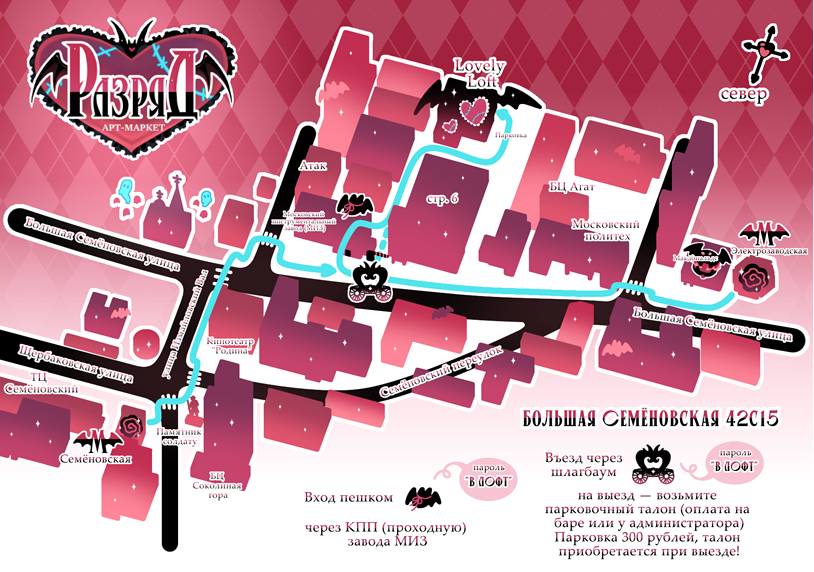 Разряд
АРТ-МАРКЕТ
Lovely
Loft
север
Парковка
Атак
стр. 6
БЦ Агат
Московский
инструментальный
завод (МИЗ)
Московский
политех
М
Электрозаводская
Макдональдс
Большая Семёновская улица
улица Измайловский Вал
Большая Семёновская улица
Кинотеатр
"Родина"
Щербаковская улица
Семёновский переулок
ТЦ
Семёновский
М
Семёновская
Памятник
солдату
БЦ
Соколиная
гора
БОЛЬШАЯ СЕМЁНОВСКАЯ 42С15
Вход пешком
пароль
"В ЛОФТ"
через КПП (проходную)
завода МИЗ
Въезд через
шлагбаум
пароль
"В ЛОФТ"
на выезд — возьмите
парковочный талон (оплата на
баре или у администратора)
Парковка 300 рублей, талон
приобретается при выезде!